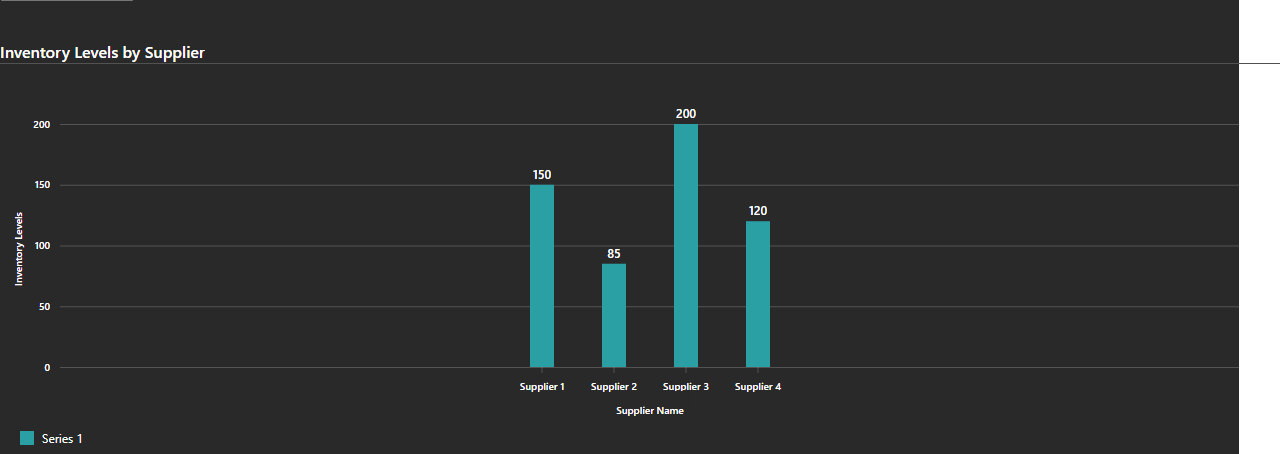 Inventory Levels by Supplier
200
200
150
150
120
Inventory Levels
100
85
50
0
Supplier 1 Supplier 2 Supplier 3 Supplier 4
Supplier Name
Series 1